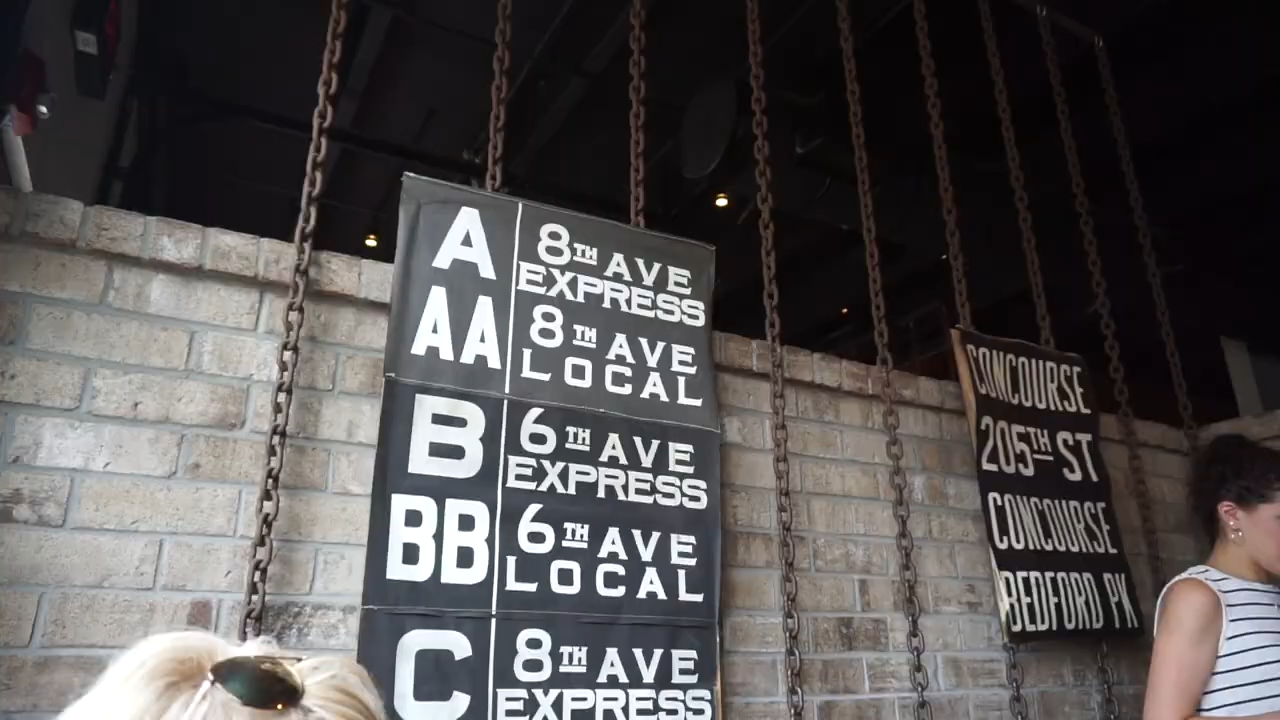 A 8TH AVE
EXPRESS
AA 8TH AVE
LOCAL
B 6TH AVE
EXPRESS
BB 6TH AVE
LOCAL
C 8TH AVE
EXPRESS
CONCOURSE
205TH ST
CONCOURSE
BEDFORD PK